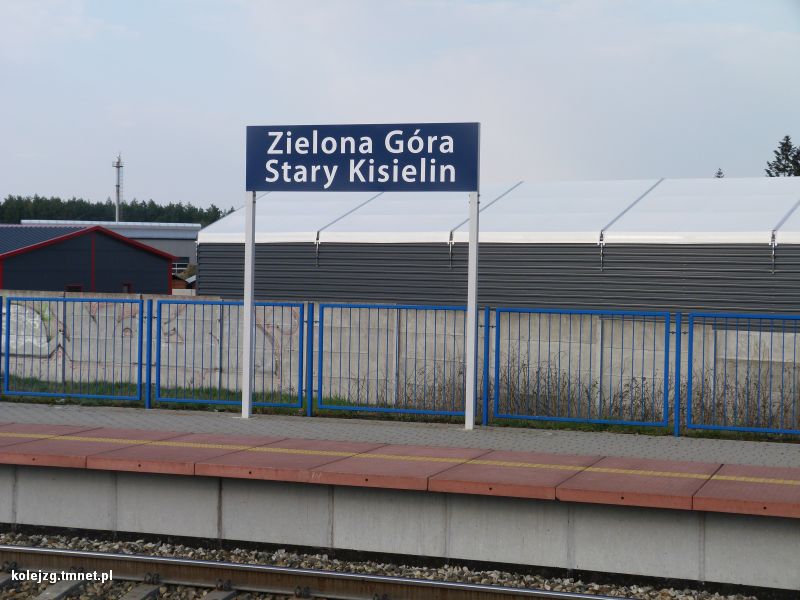 Zielona Góra
Stary Kisielin
kolejzg.tmnet.pl